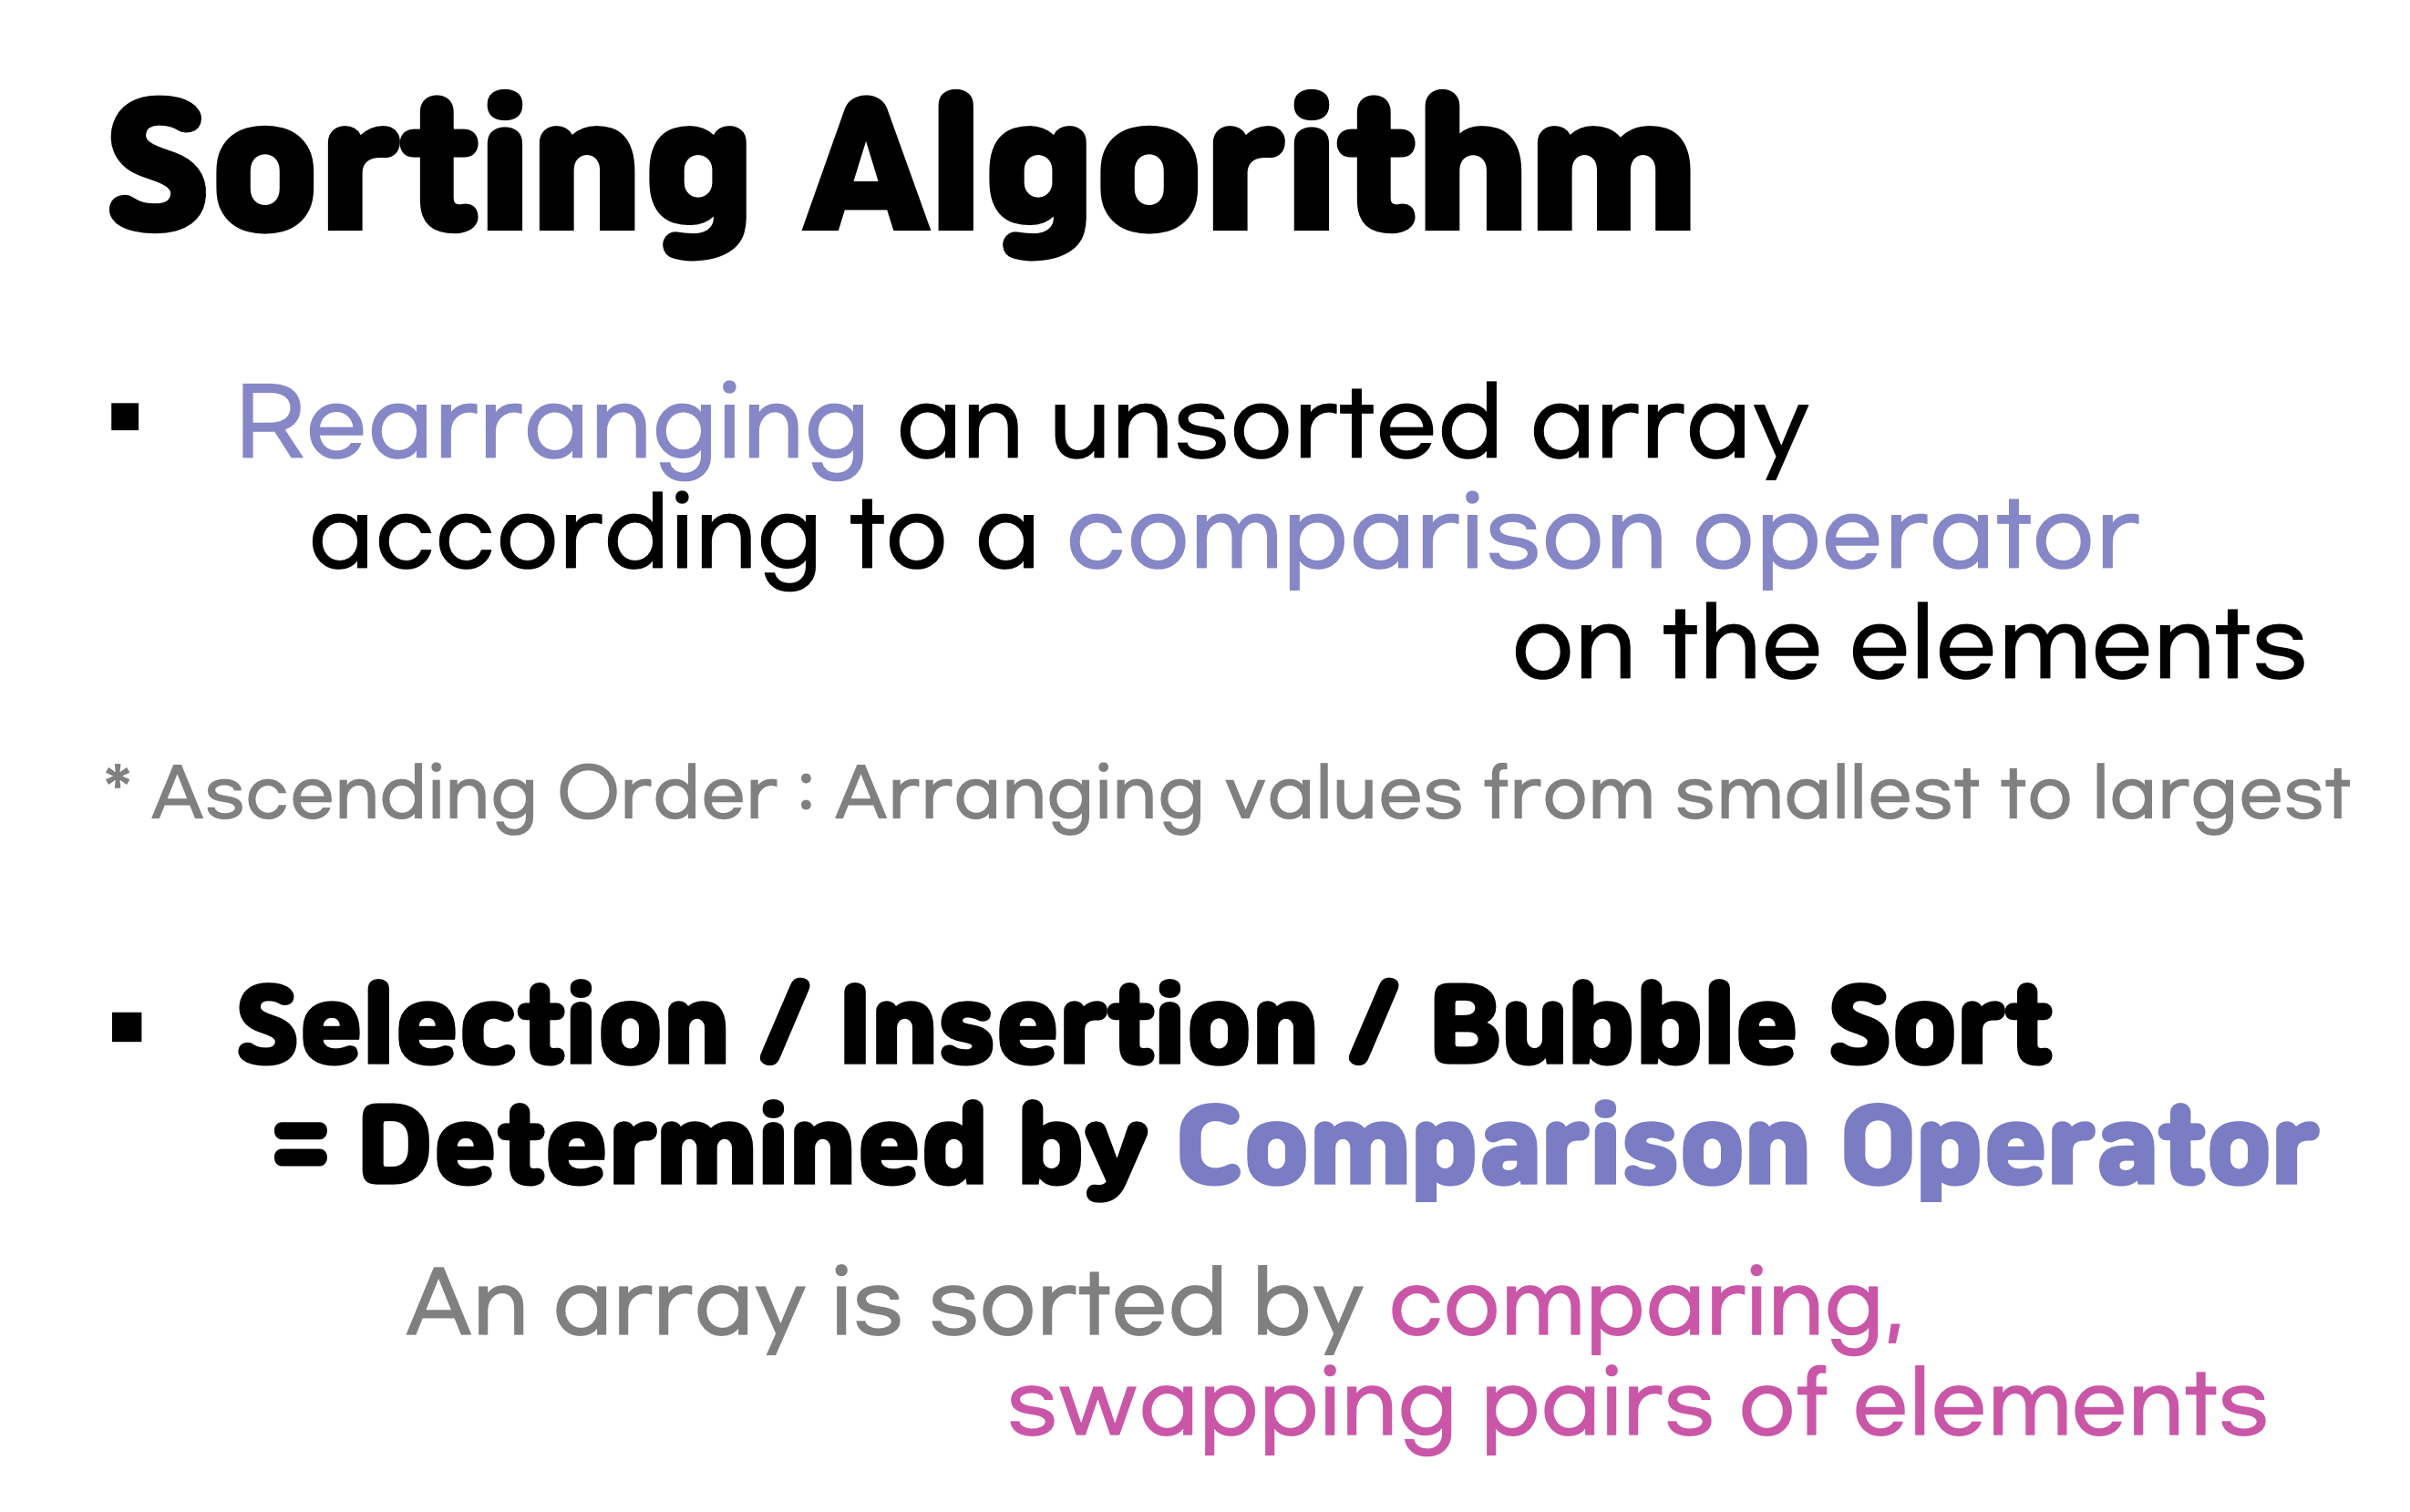 Sorting Algorithm
▪ Rearranging an unsorted array
according to a comparison operator
on the elements
* Ascending Order : Arranging values from smallest to largest
▪ Selection / Insertion / Bubble Sort
= Determined by Comparison Operator
An array is sorted by comparing,
swapping pairs of elements